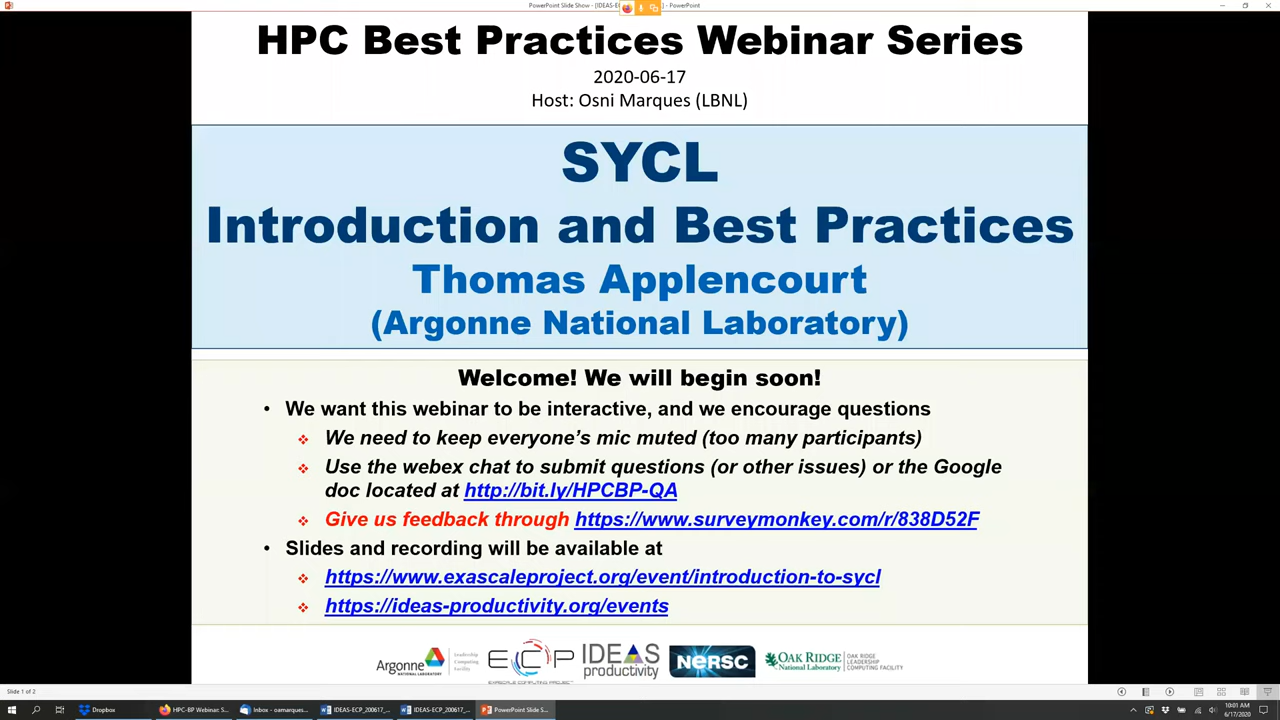 PowerPoint Slide Show - [IDEAS-EC
- PowerPoint
HPC Best Practices Webinar Series
2020-06-17
Host: Osni Marques (LBNL)
SYCL
Introduction and Best Practices
Thomas Applencourt
(Argonne National Laboratory)
Welcome! We will begin soon!
• We want this webinar to be interactive, and we encourage questions
❖ We need to keep everyone's mic muted (too many participants)
❖ Use the webex chat to submit questions (or other issues) or the Google
doc located at http://bit.ly/HPCBP-QA
❖ Give us feedback through https://www.surveymonkey.com/r/838D52F
• Slides and recording will be available at
❖ https://www.exascaleproject.org/event/introduction-to-sycl
❖ https://ideas-productivity.org/events
Argonne
NATIONAL LABORATORY
Leadership
Computing
Facility
ECP
EXASCALE COMPUTING PROJECT
IDEAS
productivity
NERSC
OAK RIDGE
National Laboratory
OAK RIDGE
LEADERSHIP
COMPUTING
FACILITY
Slide 1 of 2
Dropbox
HPC-BP Webinar S...
Inbox - oamarques...
IDEAS-ECP_200617_...
IDEAS-ECP_200617_...
PowerPoint Slide S...
10:01 AM
6/17/2020